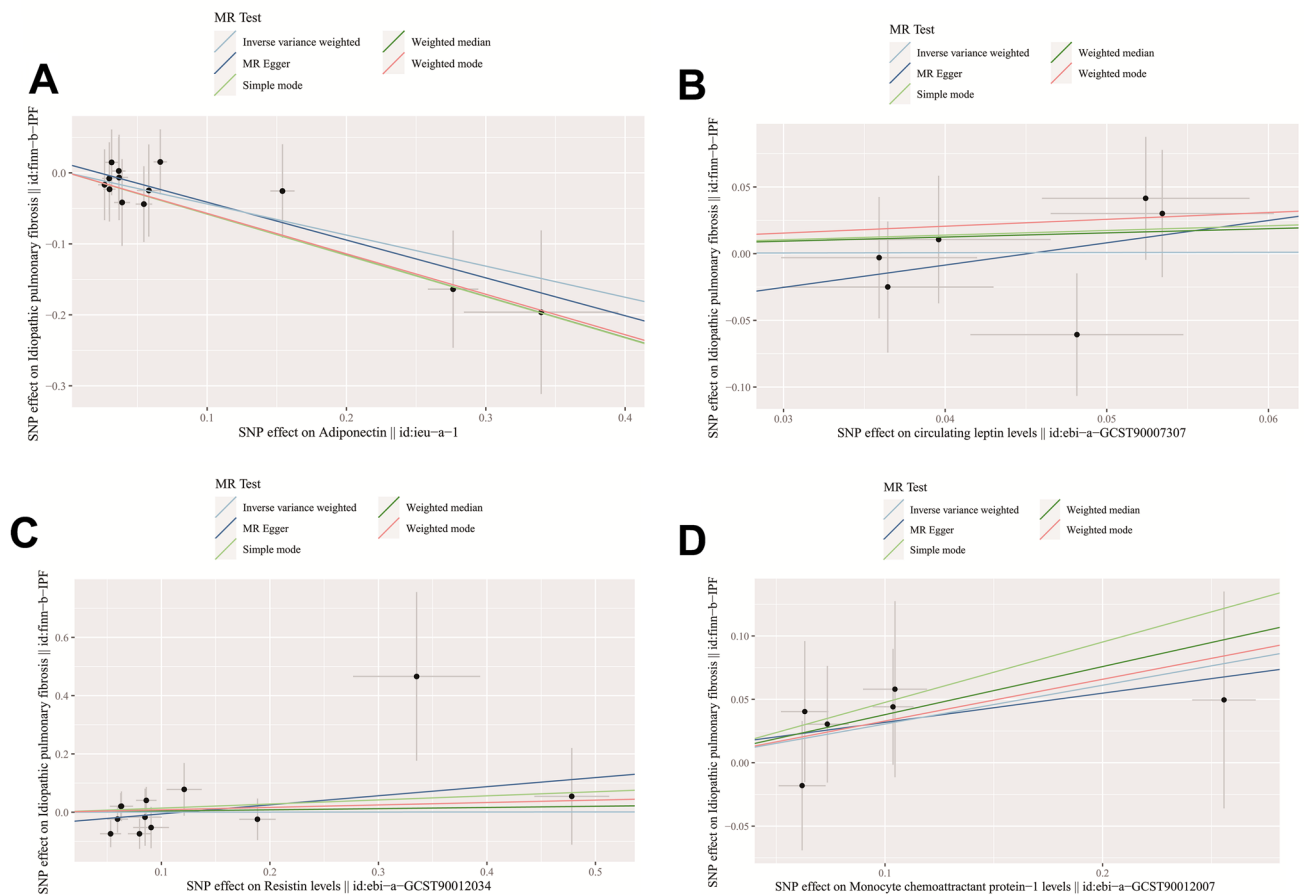 A
MR Test
Inverse variance weighted
MR Egger
Simple mode
Weighted median
Weighted mode
SNP effect on Idiopathic pulmonary fibrosis || id:finn−b−IPF
0.0
−0.1
−0.2
−0.3
0.1
0.2
0.3
0.4
SNP effect on Adiponectin || id:ieu−a−1
B
MR Test
Inverse variance weighted
MR Egger
Simple mode
Weighted median
Weighted mode
SNP effect on Idiopathic pulmonary fibrosis || id:finn−b−IPF
0.05
0.00
−0.05
−0.10
0.03
0.04
0.05
0.06
SNP effect on circulating leptin levels || id:ebi−a−GCST90007307
C
MR Test
Inverse variance weighted
MR Egger
Simple mode
Weighted median
Weighted mode
SNP effect on Idiopathic pulmonary fibrosis || id:finn−b−IPF
0.6
0.4
0.2
0.0
0.1
0.2
0.3
0.4
0.5
SNP effect on Resistin levels || id:ebi−a−GCST90012034
D
MR Test
Inverse variance weighted
MR Egger
Simple mode
Weighted median
Weighted mode
SNP effect on Idiopathic pulmonary fibrosis || id:finn−b−IPF
0.10
0.05
0.00
−0.05
0.1
0.2
SNP effect on Monocyte chemoattractant protein−1 levels || id:ebi−a−GCST90012007